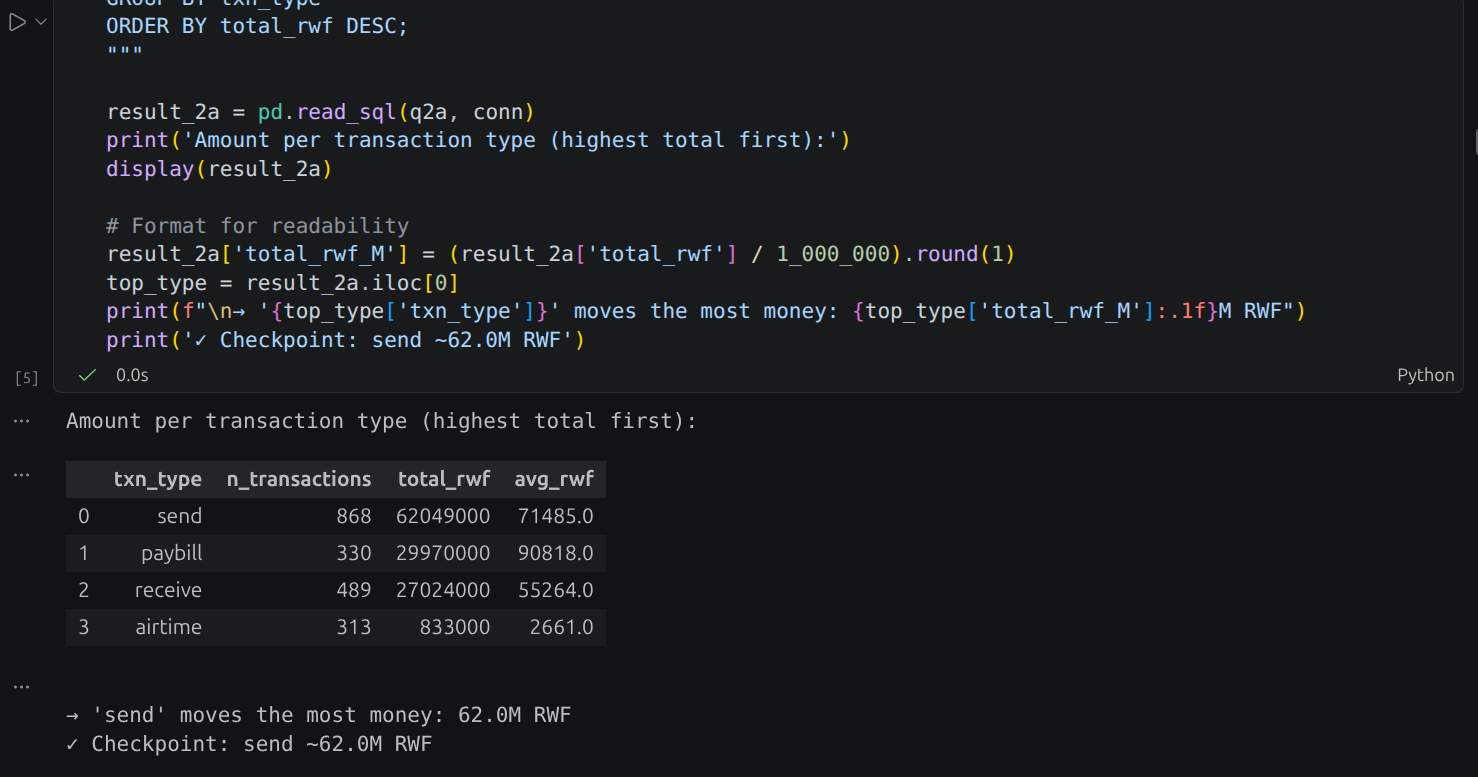 GROUP BY txn_type
ORDER BY total_rwf DESC;
"""
result_2a = pd.read_sql(q2a, conn)
print('Amount per transaction type (highest total first):')
display(result_2a)
# Format for readability
result_2a['total_rwf_M'] = (result_2a['total_rwf'] / 1_000_000).round(1)
top_type = result_2a.iloc[0]
print(f"\n→ '{top_type['txn_type']}' moves the most money: {top_type['total_rwf_M']:.1f}M RWF")
print('✓ Checkpoint: send ~62.0M RWF')
[5] ✓ 0.0s Python
... Amount per transaction type (highest total first):
...
txn_type n_transactions total_rwf avg_rwf
0 send 868 62049000 71485.0
1 paybill 330 29970000 90818.0
2 receive 489 27024000 55264.0
3 airtime 313 833000 2661.0
...
→ 'send' moves the most money: 62.0M RWF
✓ Checkpoint: send ~62.0M RWF